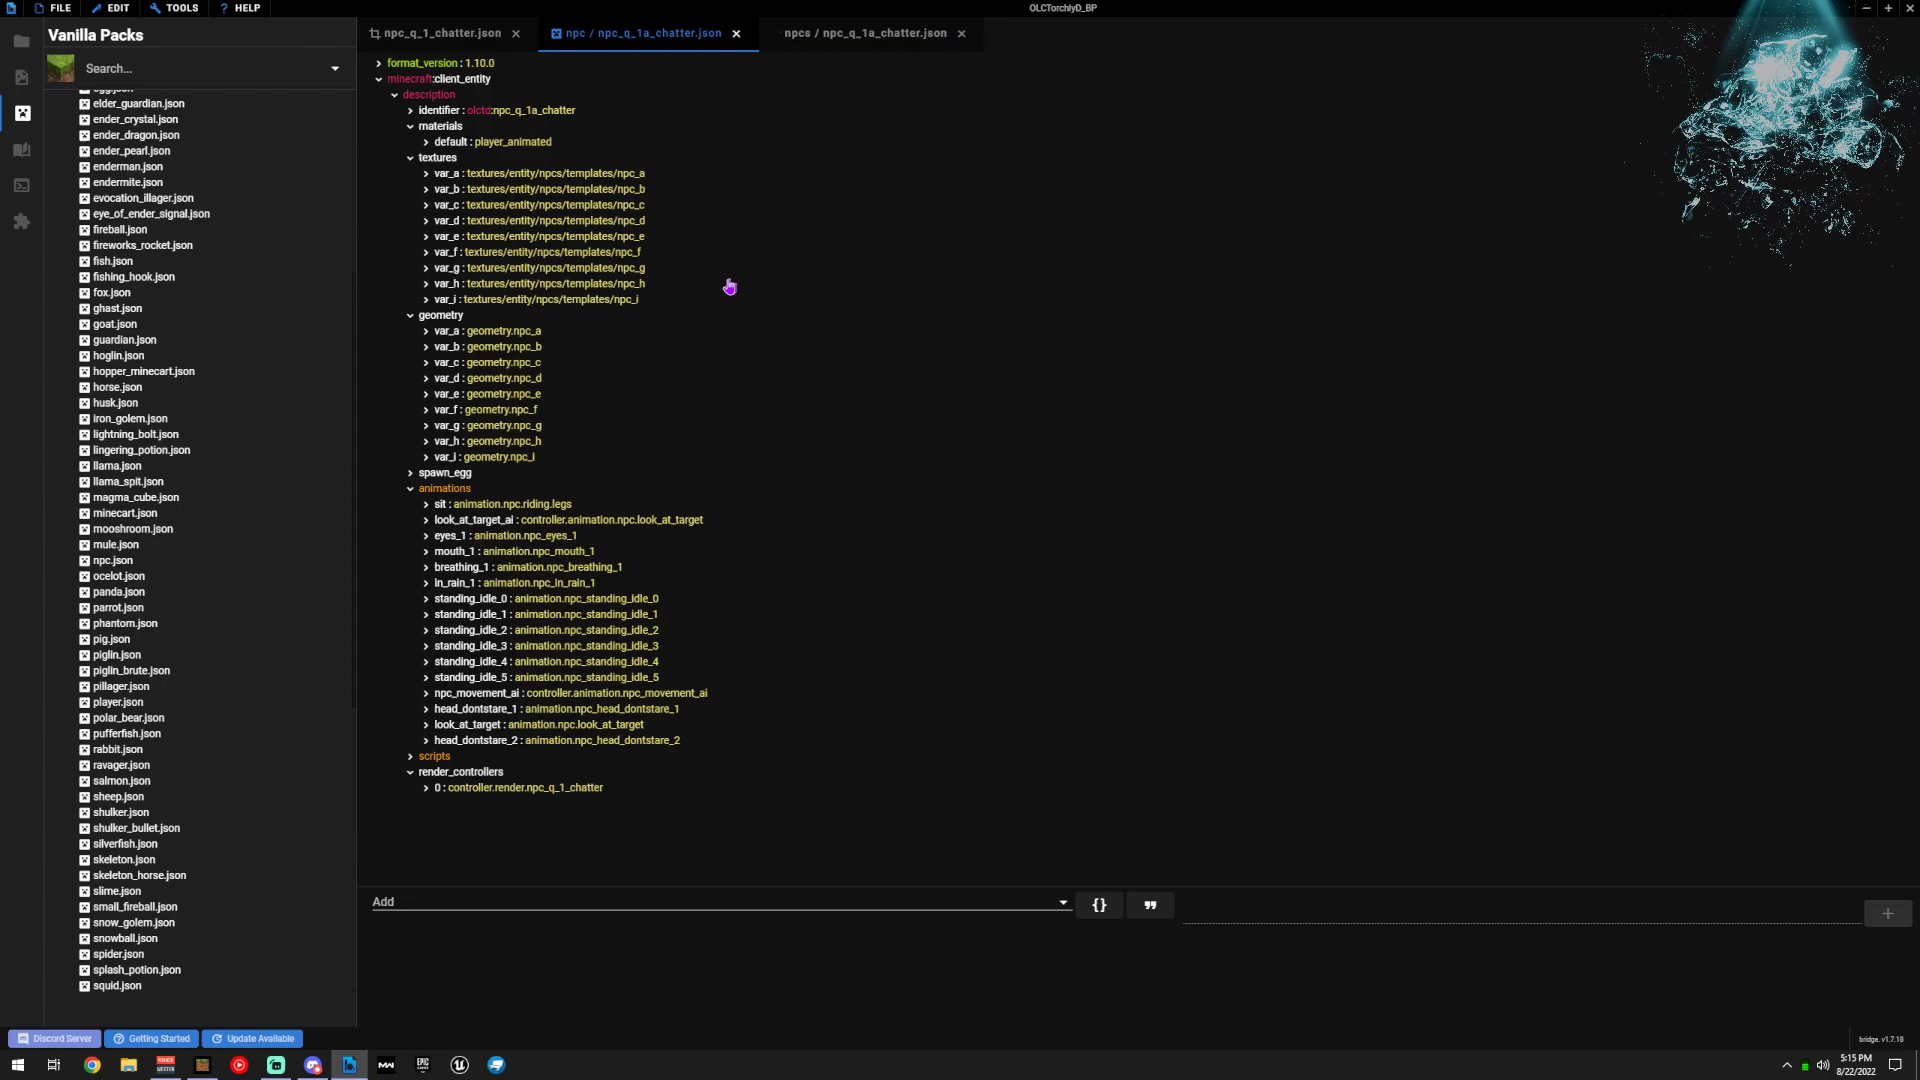 FILE EDIT TOOLS HELP OLCTorchlyD_BP
Vanilla Packs
npc_q_1_chatter.json
npc / npc_q_1a_chatter.json
npcs / npc_q_1a_chatter.json
Search...
egg.json
elder_guardian.json
ender_crystal.json
ender_dragon.json
ender_pearl.json
enderman.json
endermite.json
evocation_illager.json
eye_of_ender_signal.json
fireball.json
fireworks_rocket.json
fish.json
fishing_hook.json
fox.json
ghast.json
goat.json
guardian.json
hoglin.json
hopper_minecart.json
horse.json
husk.json
iron_golem.json
lightning_bolt.json
lingering_potion.json
llama.json
llama_spit.json
magma_cube.json
minecart.json
mooshroom.json
mule.json
npc.json
ocelot.json
panda.json
parrot.json
phantom.json
pig.json
piglin.json
piglin_brute.json
pillager.json
player.json
polar_bear.json
pufferfish.json
rabbit.json
ravager.json
salmon.json
sheep.json
shulker.json
shulker_bullet.json
silverfish.json
skeleton.json
skeleton_horse.json
slime.json
small_fireball.json
snow_golem.json
snowball.json
spider.json
splash_potion.json
squid.json
format_version : 1.10.0
minecraft:client_entity
description
identifier : olctd:npc_q_1a_chatter
materials
default : player_animated
textures
var_a : textures/entity/npcs/templates/npc_a
var_b : textures/entity/npcs/templates/npc_b
var_c : textures/entity/npcs/templates/npc_c
var_d : textures/entity/npcs/templates/npc_d
var_e : textures/entity/npcs/templates/npc_e
var_f : textures/entity/npcs/templates/npc_f
var_g : textures/entity/npcs/templates/npc_g
var_h : textures/entity/npcs/templates/npc_h
var_i : textures/entity/npcs/templates/npc_i
geometry
var_a : geometry.npc_a
var_b : geometry.npc_b
var_c : geometry.npc_c
var_d : geometry.npc_d
var_e : geometry.npc_e
var_f : geometry.npc_f
var_g : geometry.npc_g
var_h : geometry.npc_h
var_i : geometry.npc_i
spawn_egg
animations
sit : animation.npc.riding.legs
look_at_target_ai : controller.animation.npc.look_at_target
eyes_1 : animation.npc_eyes_1
mouth_1 : animation.npc_mouth_1
breathing_1 : animation.npc_breathing_1
in_rain_1 : animation.npc_in_rain_1
standing_idle_0 : animation.npc_standing_idle_0
standing_idle_1 : animation.npc_standing_idle_1
standing_idle_2 : animation.npc_standing_idle_2
standing_idle_3 : animation.npc_standing_idle_3
standing_idle_4 : animation.npc_standing_idle_4
standing_idle_5 : animation.npc_standing_idle_5
npc_movement_ai : controller.animation.npc_movement_ai
head_dontstare_1 : animation.npc_head_dontstare_1
look_at_target : animation.npc.look_at_target
head_dontstare_2 : animation.npc_head_dontstare_2
scripts
render_controllers
0 : controller.render.npc_q_1_chatter
Add
{}
Discord Server
Getting Started
Update Available
bridge. v1.7.18
5:15 PM
8/22/2022